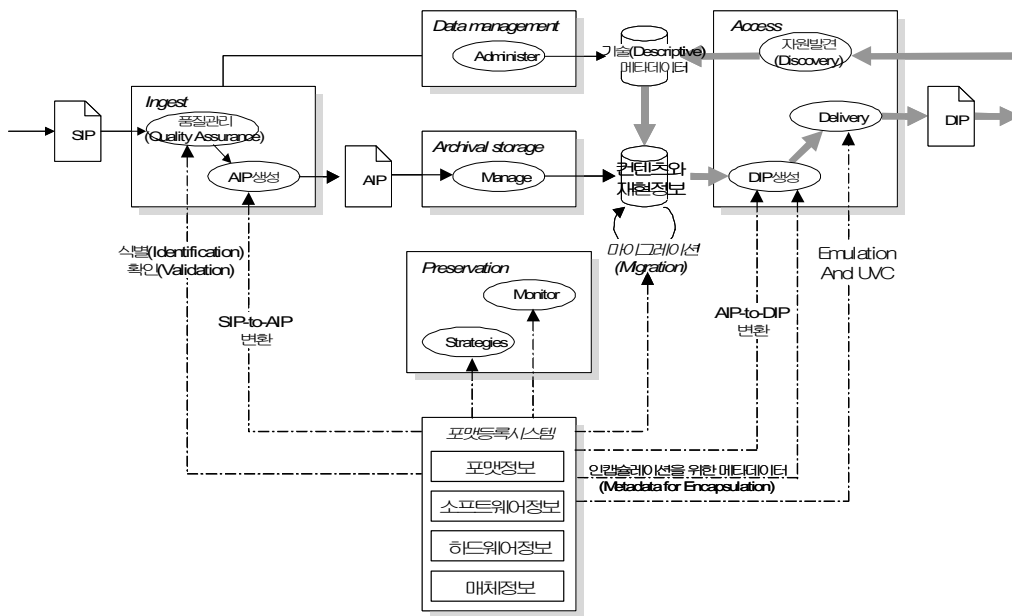 Data management
Administer
기술(Descriptive)
메타데이터
Access
자원발견
(Discovery)
SIP
Ingest
품질관리
(Quality Assurance)
AIP생성
AIP
Archival storage
Manage
컨텐츠와
재현정보
Delivery
DIP생성
DIP
식별(Identification)
확인(Validation)
SIP-to-AIP
변환
Preservation
Monitor
Strategies
마이그레이션
(Migration)
AIP-to-DIP
변환
Emulation
And UVC
포맷등록시스템
포맷정보
소프트웨어정보
하드웨어정보
매체정보
인캡슐레이션을 위한 메타데이터
(Metadata for Encapsulation)